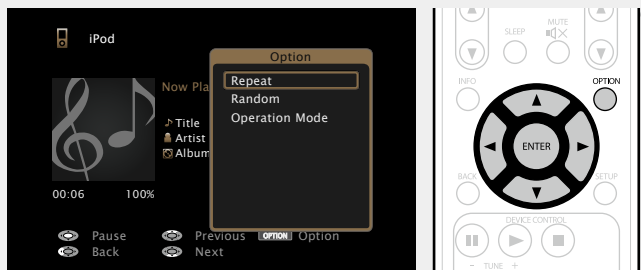 iPod
Option
Now Pla
Repeat
Random
Operation Mode
Title
Artist
Album
00:06 100%
Pause Previous OPTION Option
Back Next
SLEEP MUTE
INFO OPTION
ENTER
BACK SETUP
DEVICE CONTROL
- TUNE +